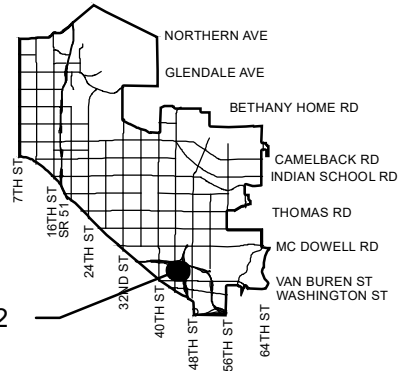 NORTHERN AVE
GLENDALE AVE
BETHANY HOME RD
CAMELBACK RD
INDIAN SCHOOL RD
THOMAS RD
MC DOWELL RD
VAN BUREN ST
WASHINGTON ST
7TH ST
16TH ST
SR 51
24TH ST
32ND ST
40TH ST
48TH ST
56TH ST
64TH ST
2